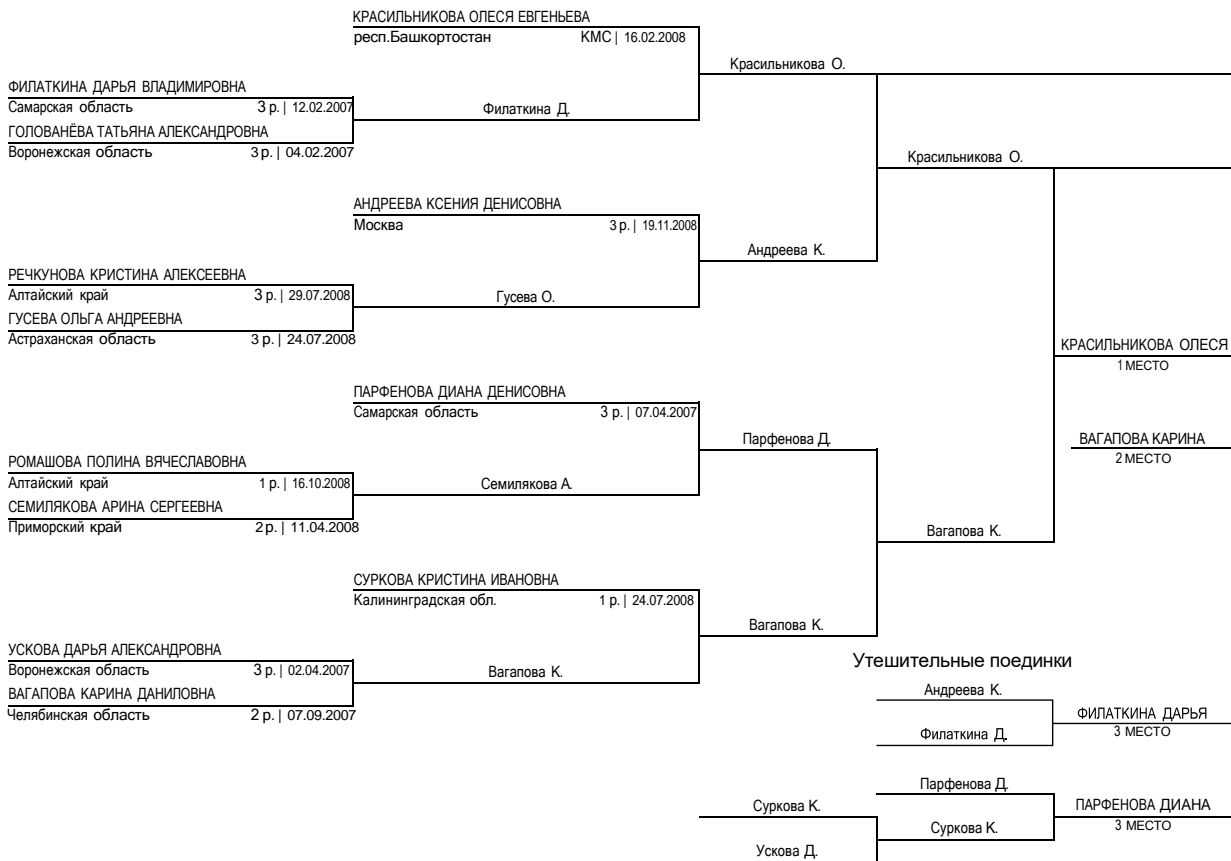 КРАСИЛЬНИКОВА ОЛЕСЯ ЕВГЕНЬЕВА
респ.Башкортостан КМС | 16.02.2008
Красильникова О.
ФИЛАТКИНА ДАРЬЯ ВЛАДИМИРОВНА
Самарская область 3 р. | 12.02.2007
Филаткина Д.
ГОЛОВАНЁВА ТАТЬЯНА АЛЕКСАНДРОВНА
Воронежская область 3 р. | 04.02.2007
Красильникова О.
АНДРЕЕВА КСЕНИЯ ДЕНИСОВНА
Москва 3 р. | 19.11.2008
Андреева К.
РЕЧКУНОВА КРИСТИНА АЛЕКСЕЕВНА
Алтайский край 3 р. | 29.07.2008
Гусева О.
ГУСЕВА ОЛЬГА АНДРЕЕВНА
Астраханская область 3 р. | 24.07.2008
КРАСИЛЬНИКОВА ОЛЕСЯ
1 МЕСТО
ПАРФЕНОВА ДИАНА ДЕНИСОВНА
Самарская область 3 р. | 07.04.2007
Парфенова Д.
ВАГАПОВА КАРИНА
2 МЕСТО
РОМАШОВА ПОЛИНА ВЯЧЕСЛАВОВНА
Алтайский край 1 р. | 16.10.2008
Семилякова А.
СЕМИЛЯКОВА АРИНА СЕРГЕЕВНА
Приморский край 2 р. | 11.04.2008
Вагапова К.
СУРКОВА КРИСТИНА ИВАНОВНА
Калининградская обл. 1 р. | 24.07.2008
Вагапова К.
УСКОВА ДАРЬЯ АЛЕКСАНДРОВНА
Воронежская область 3 р. | 02.04.2007
Вагапова К.
ВАГАПОВА КАРИНА ДАНИЛОВНА
Челябинская область 2 р. | 07.09.2007
Утешительные поединки
Андреева К.
ФИЛАТКИНА ДАРЬЯ
3 МЕСТО
Филаткина Д.
Парфенова Д.
Суркова К.
ПАРФЕНОВА ДИАНА
3 МЕСТО
Суркова К.
Ускова Д.